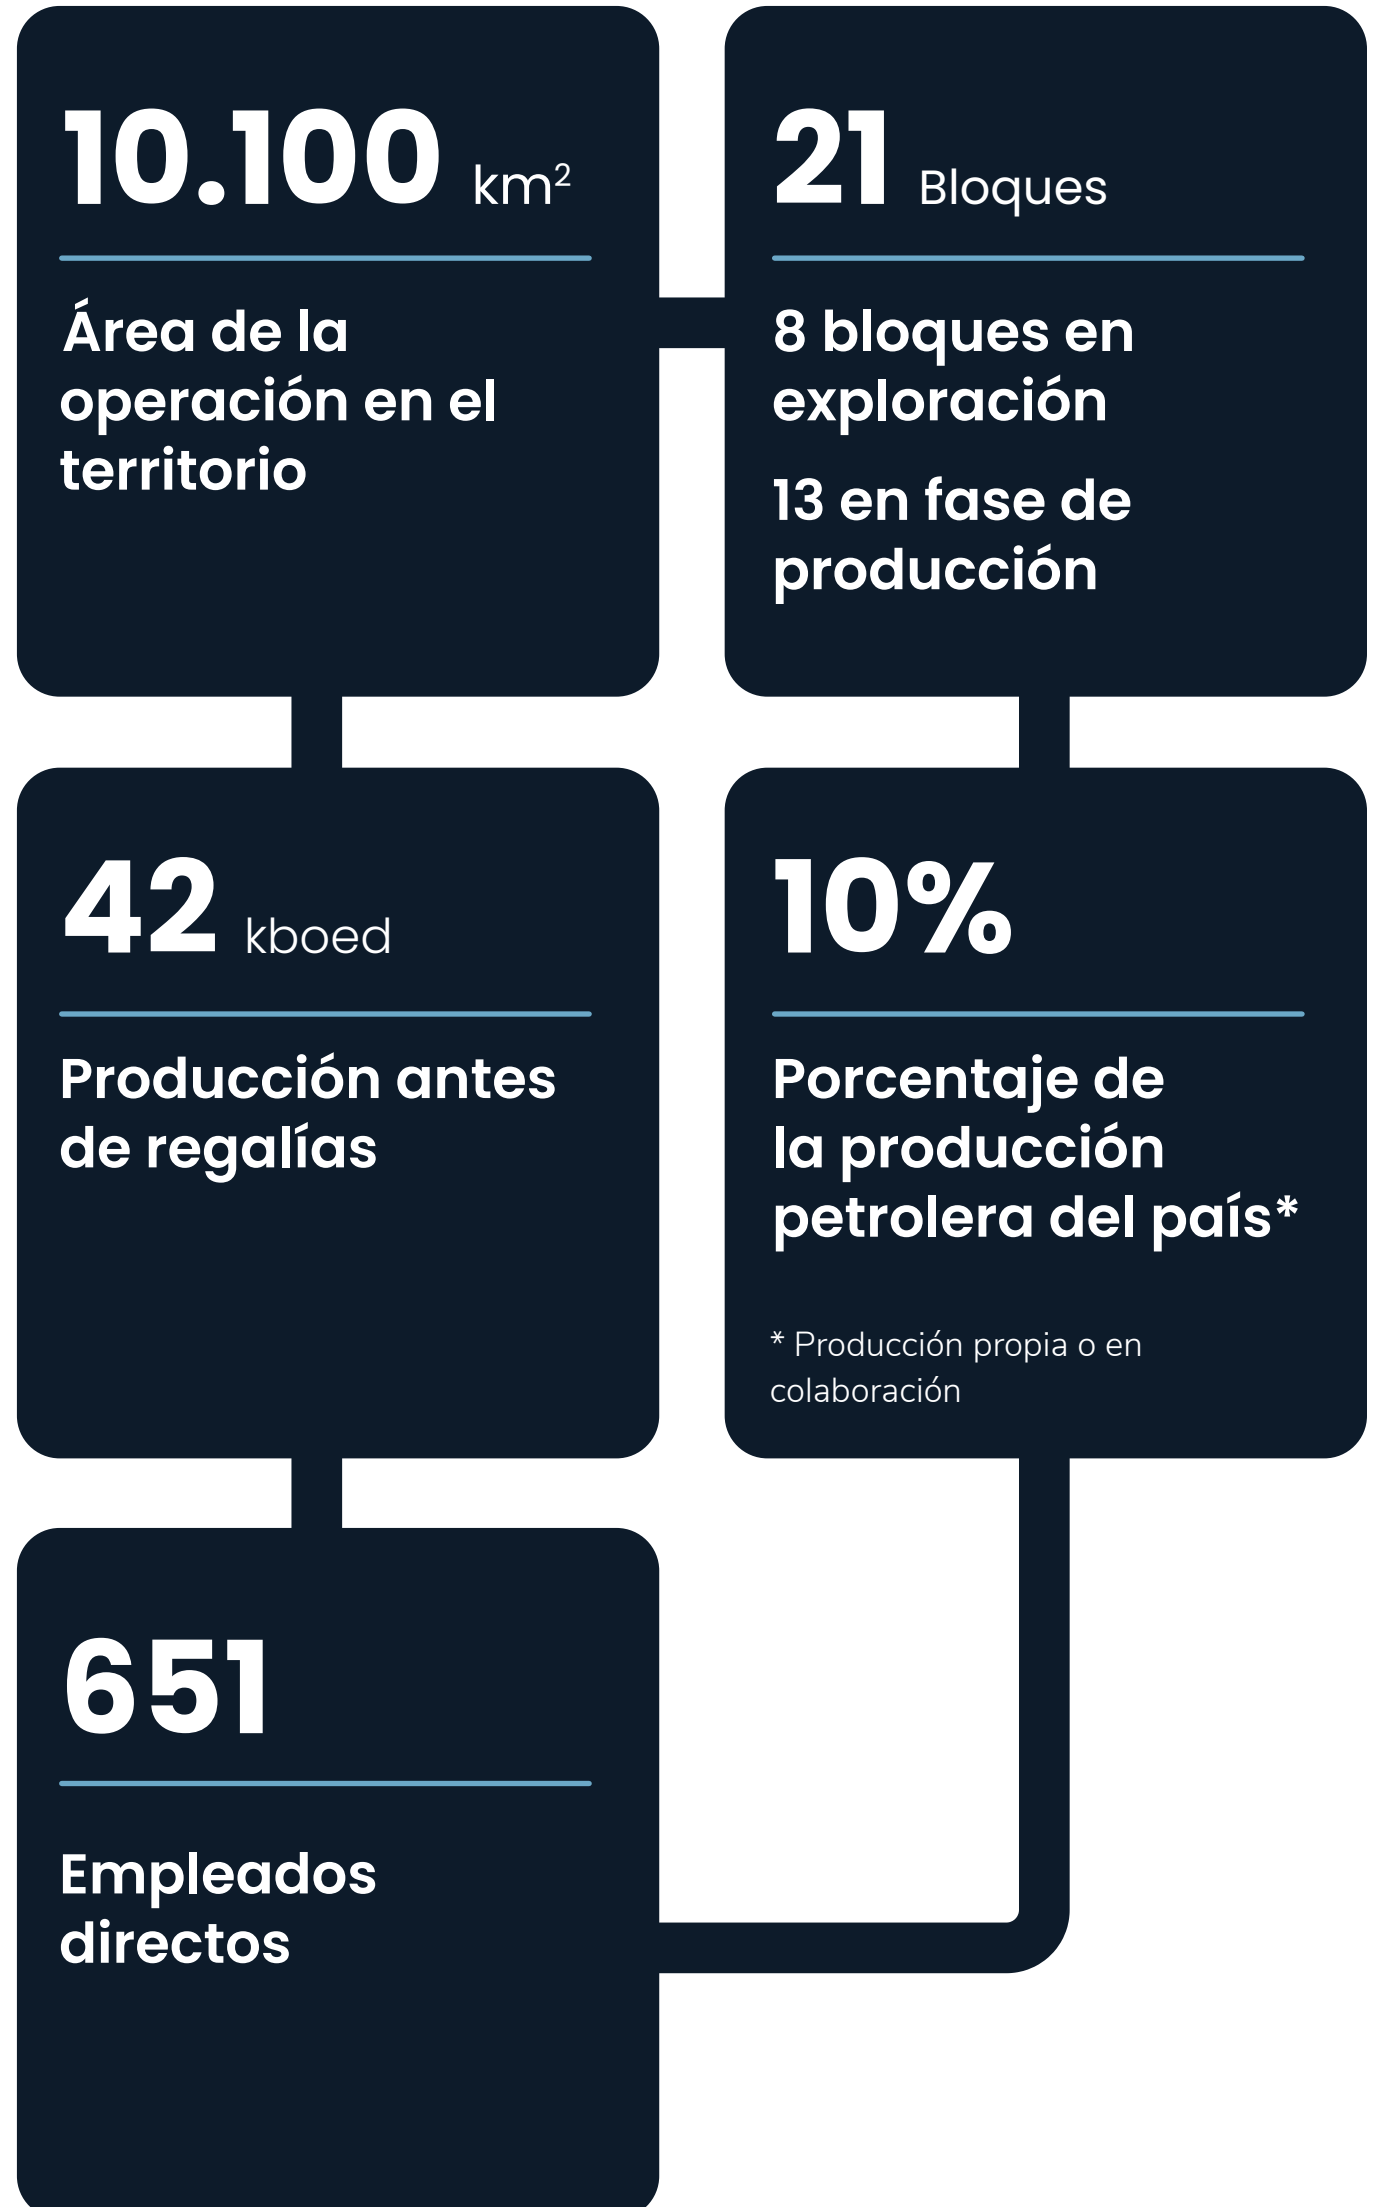 10.100 km²
Área de la
operación en el
territorio
21 Bloques
8 bloques en
exploración
13 en fase de
producción
42 kboed
Producción antes
de regalías
10%
Porcentaje de
la producción
petrolera del país*
* Producción propia o en
colaboración
651
Empleados
directos